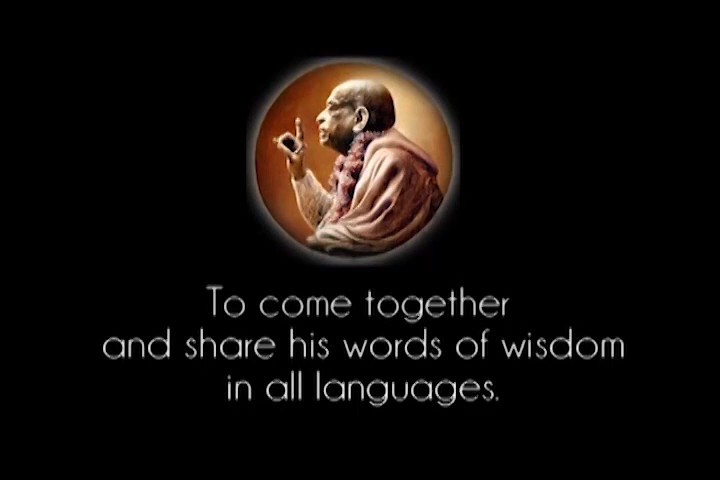 To come together
and share his words of wisdom
in all languages.